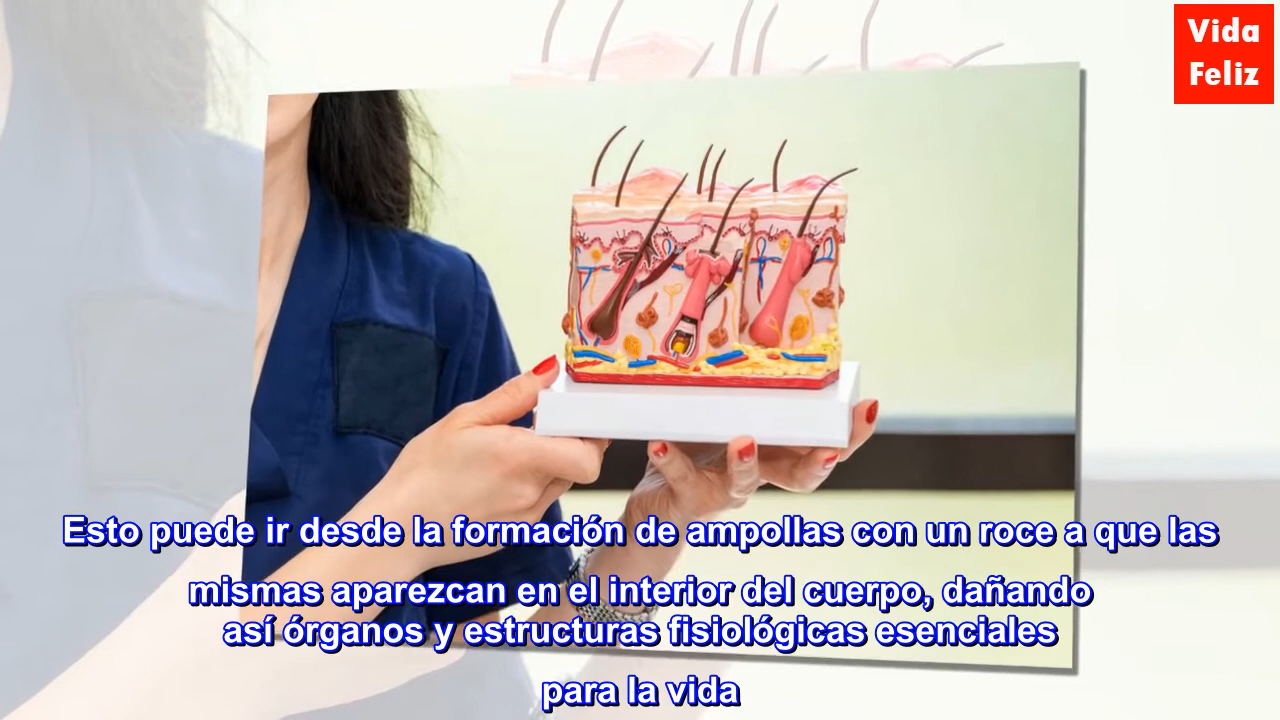 Vida
Feliz
Esto puede ir desde la formación de ampollas con un roce a que las
mismas aparezcan en el interior del cuerpo, dañando
así órganos y estructuras fisiológicas esenciales
para la vida